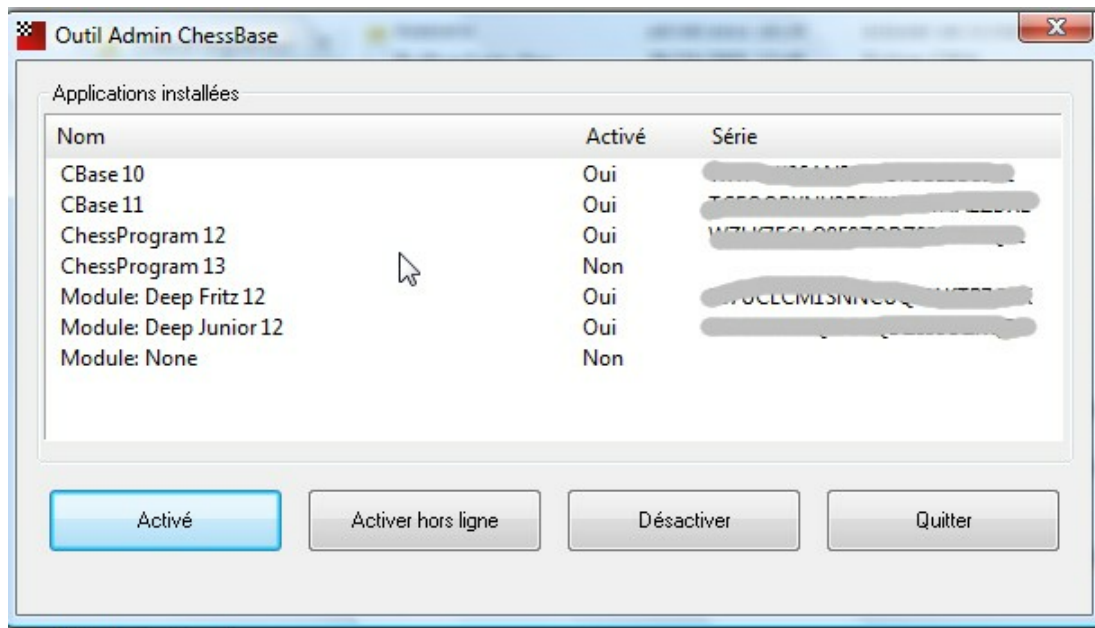 Outil Admin ChessBase
Applications installées
Nom Activé Série
CBase 10 Oui
CBase 11 Oui
ChessProgram 12 Oui
ChessProgram 13 Non
Module: Deep Fritz 12 Oui
Module: Deep Junior 12 Oui
Module: None Non
Activé Activer hors ligne Désactiver Quitter